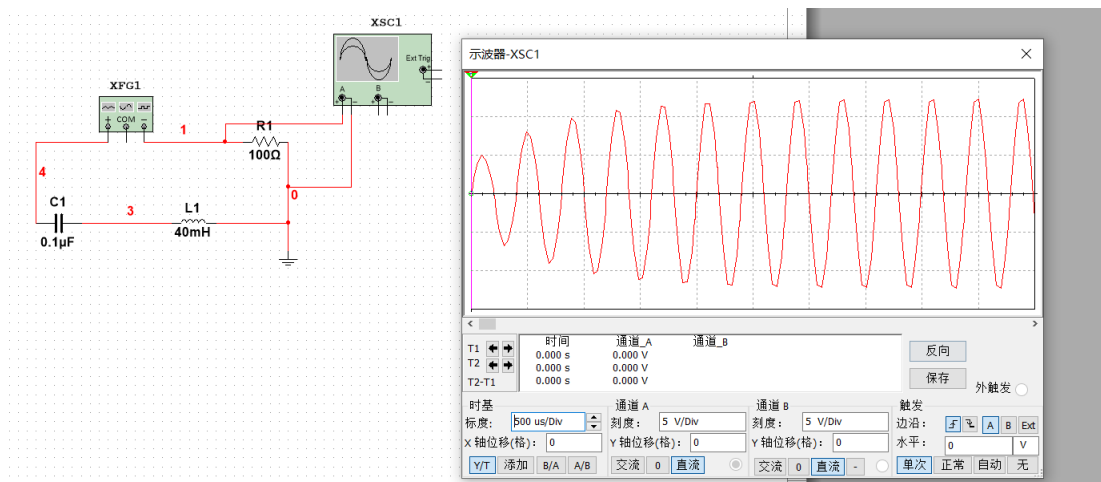 XSC1
Ext Trig
+
-
A
B
+ - + -
XFG1
+ COM -
1
R1
100Ω
4
0
C1
0.1µF
3
L1
40mH
示波器-XSC1
时间 通道_A 通道_B
T1 0.000 s 0.000 V
T2 0.000 s 0.000 V
T2-T1 0.000 s 0.000 V
反向
保存
外触发
时基 通道 A 通道 B 触发
标度: 500 us/Div 刻度: 5 V/Div 刻度: 5 V/Div 边沿: A B Ext
X 轴位移(格): 0 Y 轴位移(格): 0 Y 轴位移(格): 0 水平: 0 V
Y/T 添加 B/A A/B 交流 0 直流 交流 0 直流 - 单次 正常 自动 无